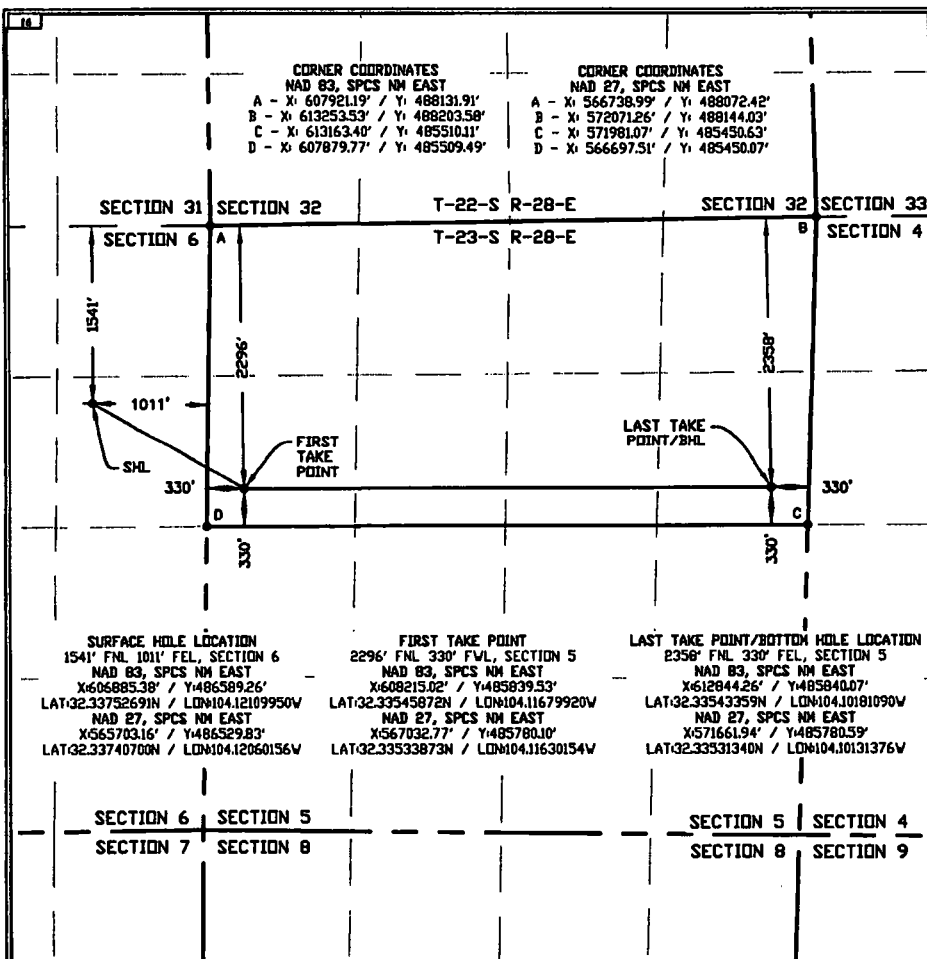 16
CORNER COORDINATES
NAD 83, SPCS NM EAST
A - X: 607921.19' / Y: 488131.91'
B - X: 613253.53' / Y: 488203.58'
C - X: 613163.40' / Y: 485510.11'
D - X: 607879.77' / Y: 485509.49'
CORNER COORDINATES
NAD 27, SPCS NM EAST
A - X: 566738.99' / Y: 488072.42'
B - X: 572071.26' / Y: 488144.03'
C - X: 571981.07' / Y: 485450.63'
D - X: 566697.51' / Y: 485450.07'
SECTION 31
SECTION 32
T-22-S R-28-E
SECTION 32
SECTION 33
SECTION 6
A
T-23-S R-28-E
B
SECTION 4
1541'
2296'
2358'
1011'
SHL
FIRST
TAKE
POINT
LAST TAKE
POINT/BHL
330'
330'
D
C
330'
330'
SURFACE HOLE LOCATION
1541' FNL 1011' FEL, SECTION 6
NAD 83, SPCS NM EAST
X:606885.38' / Y:486589.26'
LAT:32.33752691N / LON:104.12109950W
NAD 27, SPCS NM EAST
X:565703.16' / Y:486529.83'
LAT:32.33740700N / LON:104.12060156W
FIRST TAKE POINT
2296' FNL 330' FWL, SECTION 5
NAD 83, SPCS NM EAST
X:608215.02' / Y:485839.53'
LAT:32.33545872N / LON:104.11679920W
NAD 27, SPCS NM EAST
X:567032.77' / Y:485780.10'
LAT:32.33533873N / LON:104.11630154W
LAST TAKE POINT/BOTTOM HOLE LOCATION
2358' FNL 330' FEL, SECTION 5
NAD 83, SPCS NM EAST
X:612844.26' / Y:485840.07'
LAT:32.33543359N / LON:104.10181090W
NAD 27, SPCS NM EAST
X:571661.94' / Y:485780.59'
LAT:32.33531340N / LON:104.10131376W
SECTION 6
SECTION 5
SECTION 5
SECTION 4
SECTION 7
SECTION 8
SECTION 8
SECTION 9